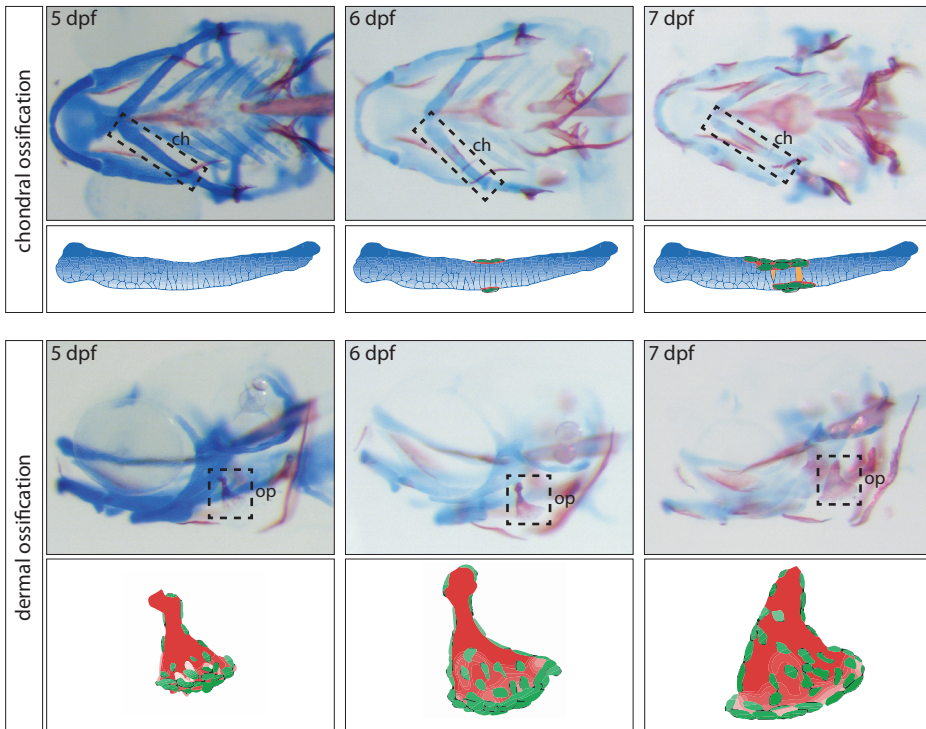 chondral ossification
5 dpf
6 dpf
7 dpf
ch
ch
ch
dermal ossification
5 dpf
6 dpf
7 dpf
op
op
op